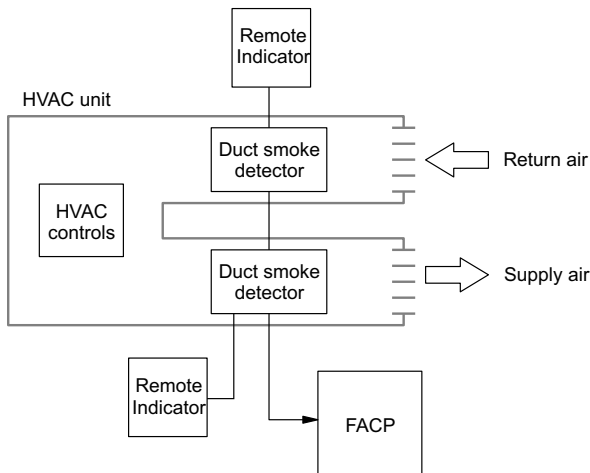 Remote
Indicator
HVAC unit
Duct smoke
detector
Return air
HVAC
controls
Duct smoke
detector
Supply air
Remote
Indicator
FACP